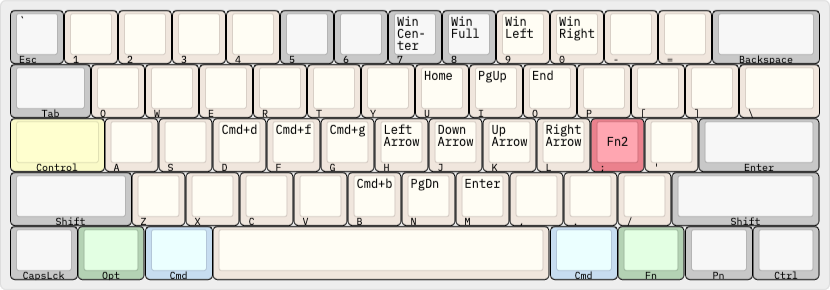 ` Win Win Win Win
Cen- Full Left Right
ter
Esc 1 2 3 4 5 6 7 8 9 0 - = Backspace
Home PgUp End
Tab Q W E R T Y U I O P [ ] \
Cmd+d Cmd+f Cmd+g Left Down Up Right Fn2
Arrow Arrow Arrow Arrow
Control A S D F G H J K L ; ' Enter
Cmd+b PgDn Enter
Shift Z X C V B N M , . / Shift
CapsLck Opt Cmd Cmd Fn Pn Ctrl